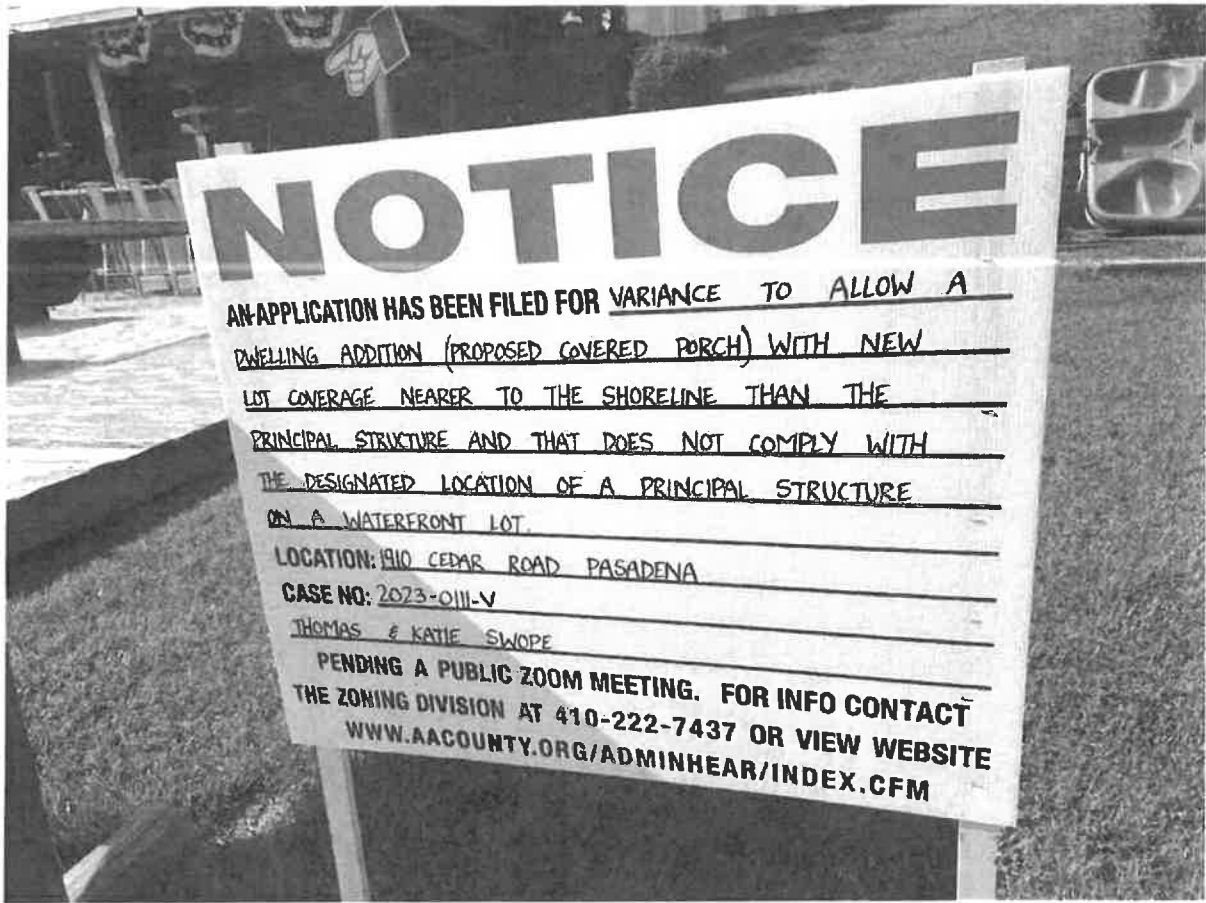 NOTICE
AN APPLICATION HAS BEEN FILED FOR VARIANCE TO ALLOW A
DWELLING ADDITION (PROPOSED COVERED PORCH) WITH NEW
LOT COVERAGE NEARER TO THE SHORELINE THAN THE
PRINCIPAL STRUCTURE AND THAT DOES NOT COMPLY WITH
THE DESIGNATED LOCATION OF A PRINCIPAL STRUCTURE
ON A WATERFRONT LOT.
LOCATION: 1910 CEDAR ROAD PASADENA
CASE NO: 2023-0111-V
THOMAS & KATIE SWOPE
PENDING A PUBLIC ZOOM MEETING. FOR INFO CONTACT
THE ZONING DIVISION AT 410-222-7437 OR VIEW WEBSITE
WWW.AACOUNTY.ORG/ADMINHEAR/INDEX.CFM